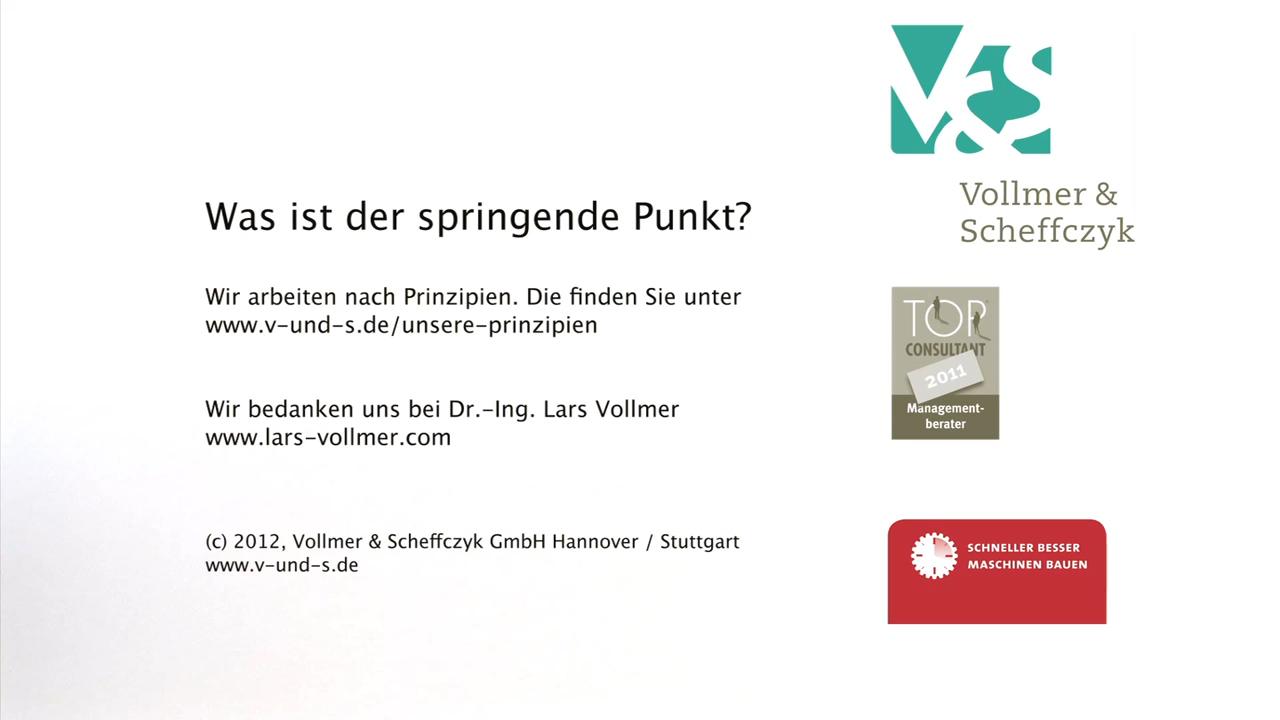 V&S
Vollmer &
Scheffczyk
Was ist der springende Punkt?
Wir arbeiten nach Prinzipien. Die finden Sie unter
www.v-und-s.de/unsere-prinzipien
TOP
CONSULTANT
2011
Management-
berater
Wir bedanken uns bei Dr.-Ing. Lars Vollmer
www.lars-vollmer.com
(c) 2012, Vollmer & Scheffczyk GmbH Hannover / Stuttgart
www.v-und-s.de
SCHNELLER BESSER
MASCHINEN BAUEN